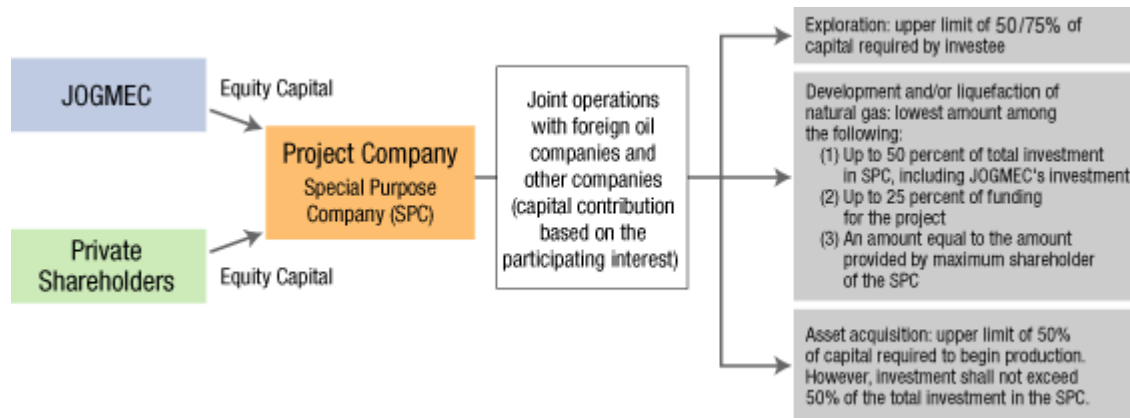 JOGMEC
Equity Capital
Project Company
Special Purpose
Company (SPC)
Private
Shareholders
Equity Capital
Joint operations
with foreign oil
companies and
other companies
(capital contribution
based on the
participating interest)
Exploration: upper limit of 50/75% of
capital required by investee
Development and/or liquefaction of
natural gas: lowest amount among
the following:
(1) Up to 50 percent of total investment
in SPC, including JOGMEC's investment
(2) Up to 25 percent of funding
for the project
(3) An amount equal to the amount
provided by maximum shareholder
of the SPC
Asset acquisition: upper limit of 50%
of capital required to begin production.
However, investment shall not exceed
50% of the total investment in the SPC.